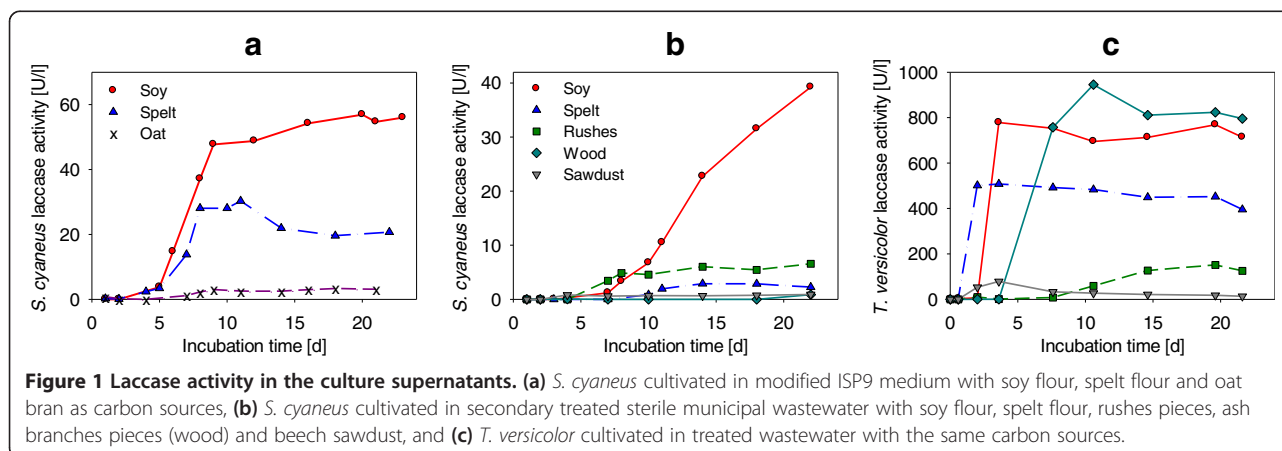 a
b
c
S. cyaneus laccase activity [U/l]
60
40
20
0
Soy
Spelt
Oat
0 5 10 15 20
Incubation time [d]
S. cyaneus laccase activity [U/l]
40
30
20
10
0
Soy
Spelt
Rushes
Wood
Sawdust
0 5 10 15 20
Incubation time [d]
T. versicolor laccase activity [U/l]
1000
800
600
400
200
0
0 5 10 15 20
Incubation time [d]
Figure 1 Laccase activity in the culture supernatants. (a) S. cyaneus cultivated in modified ISP9 medium with soy flour, spelt flour and oat
bran as carbon sources, (b) S. cyaneus cultivated in secondary treated sterile municipal wastewater with soy flour, spelt flour, rushes pieces, ash
branches pieces (wood) and beech sawdust, and (c) T. versicolor cultivated in treated wastewater with the same carbon sources.